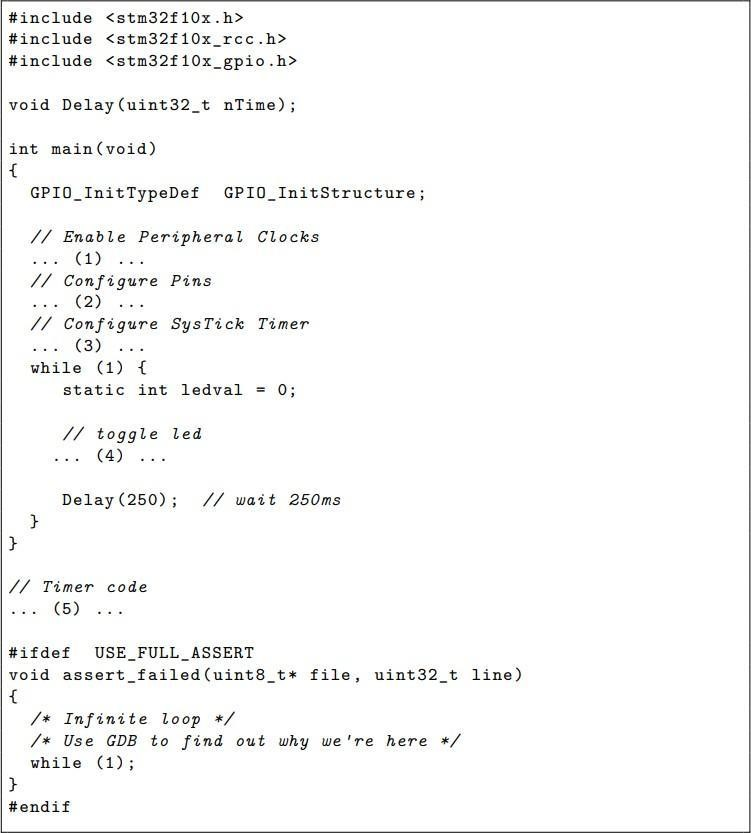 #include <stm32f10x.h>
#include <stm32f10x_rcc.h>
#include <stm32f10x_gpio.h>

void Delay(uint32_t nTime);

int main(void)
{
  GPIO_InitTypeDef  GPIO_InitStructure;

  // Enable Peripheral Clocks
  ... (1) ...
  // Configure Pins
  ... (2) ...
  // Configure SysTick Timer
  ... (3) ...
  while (1) {
     static int ledval = 0;

     // toggle led
    ... (4) ...

     Delay(250);  // wait 250ms
  }
}

// Timer code
... (5) ...

#ifdef  USE_FULL_ASSERT
void assert_failed(uint8_t* file, uint32_t line)
{
  /* Infinite loop */
  /* Use GDB to find out why we're here */
  while (1);
}
#endif